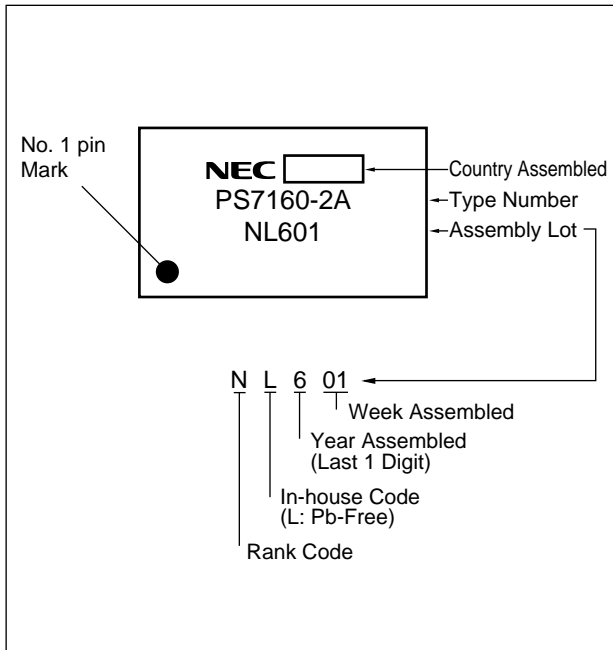 No. 1 pin
Mark
NEC
Country Assembled
PS7160-2A
Type Number
NL601
Assembly Lot
N L 6 01
Week Assembled
Year Assembled
(Last 1 Digit)
In-house Code
(L: Pb-Free)
Rank Code